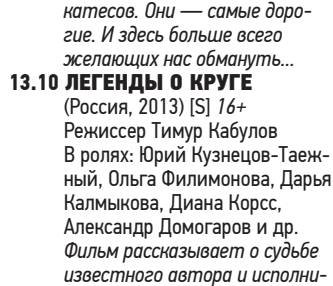 катесов. Они — самые доро-
гие. И здесь больше всего
желающих нас обмануть...
13.10 ЛЕГЕНДЫ О КРУГЕ
(Россия, 2013) [S] 16+
Режиссер Тимур Кабулов
В ролях: Юрий Кузнецов-Таеж-
ный, Ольга Филимонова, Дарья
Калмыкова, Диана Корсс,
Александр Домогаров и др.
Фильм рассказывает о судьбе
известного автора и исполни-